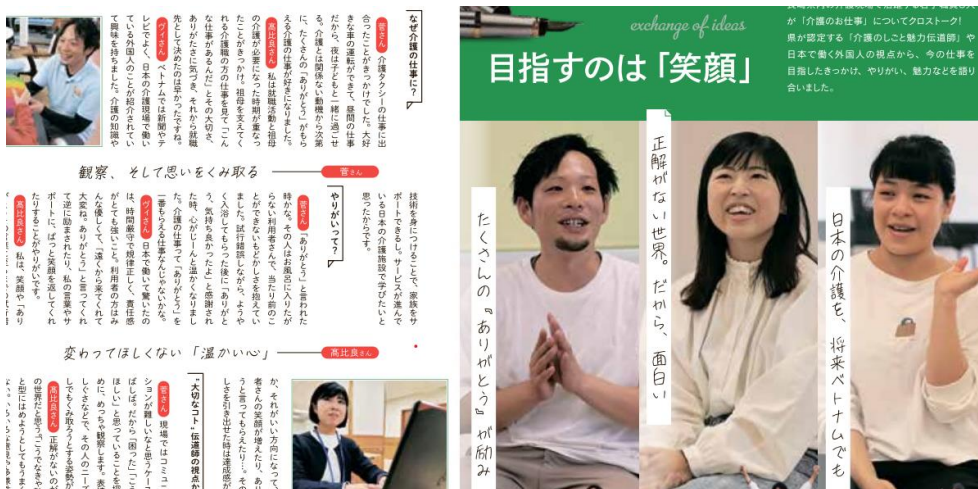 exchange of ideas
目指すのは「笑顔」
が「介護のお仕事」についてクロストーク！
県が認定する「介護のしごと魅力伝道師」や
日本で働く外国人の視点から、今の仕事を
目指したきっかけ、やりがい、魅力などを語り
合いました。
たくさんの『ありがとう』が励み
正解がない世界。だから、面白い
日本の介護を、将来ベトナムでも
なぜ介護の仕事に？
菅さん 介護タクシーの仕事に出
合ったことがきっかけでした。大好
きな車の運転ができて、昼間の仕事
だから、夜は子どもと一緒に過ごせ
る。介護とは関係ない動機から次第
に、たくさんの「ありがとう」がもら
える介護の仕事が好きになりました。
高比良さん 私は就職活動と祖母
の介護が必要になった時期が重なっ
たことがきっかけ。祖母を支えてく
れる介護職の方の仕事を見て「こん
な仕事があるんだ」とその大切さ、
ありがたさに気づき、それから就職
先として決めたのは早かったですね。
ヴィさん ベトナムでは新聞やテ
レビでよく、日本の介護現場で働い
ている外国人のことが紹介されてい
て興味を持ちました。介護の知識や
観察、そして思いをくみ取る 菅さん
技術を身につけることで、家族をサ
ポートできるし。サービスが進んで
いる日本の介護施設で学びたいと
思ったからです。
やりがいって？
菅さん 「ありがとう」と言われた
時かな。その人はお風呂に入りたが
らない利用者さんで、当たり前のこ
とができないもどかしさを抱えてい
ました。試行錯誤しながら、ようや
く入浴してもらった後に「ありがと
う、気持ち良かったよ」と感謝され
た時、心がじーんと温かくなりまし
た。介護の仕事って「ありがとう」を
一番もらえる仕事なんじゃないかな。
ヴィさん 日本で働いて驚いたの
は、時間厳守で規律正しく、責任感
がとても強いこと。利用者の方はみ
んな優しくて、「遠くから来てくれて
大変ね。ありがとう」と言ってくれ
て逆に励まされたり、私の言葉やサ
ポートに、ぱっと笑顔を返してくれ
たりすることがやりがいです。
高比良さん 私は、笑顔や「あり
変わってほしくない「温かい心」 高比良さん
か、それがいい方向になって、
者さんの笑顔が増えたり、あり
うと言ってもらえたり…。その
しさを引き出せた時は達成感が
“大切なコト”伝道師の視点か
菅さん 現場ではコミュニ
ションが難しいなと思うケー
ばしば。だから「困った」「こう
ほしい」と思っていることを探
めに、めっちゃ観察します。表
しぐさなどで、その人のニーズ
しでもくみ取ろうとする姿勢が
高比良さん 正解がないのが
の世界だと思う。「こうでなきゃ
と型にはめようとしてもうまく